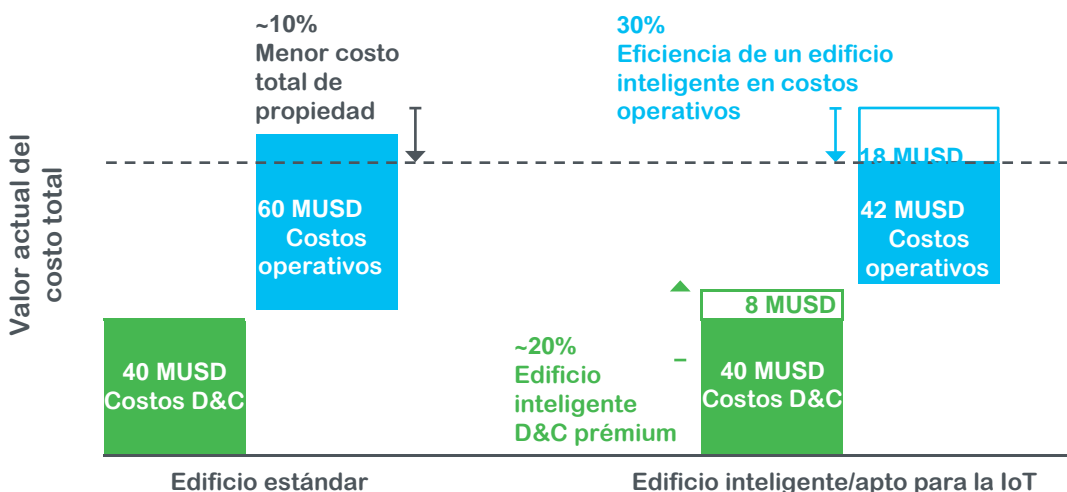 ~10%
Menor costo
total de
propiedad
30%
Eficiencia de un edificio
inteligente en costos
operativos
Valor actual del
costo total
60 MUSD
Costos
operativos
18 MUSD
42 MUSD
Costos
operativos
8 MUSD
~20%
Edificio
inteligente
D&C prémium
40 MUSD
Costos D&C
40 MUSD
Costos D&C
Edificio estándar
Edificio inteligente/apto para la IoT